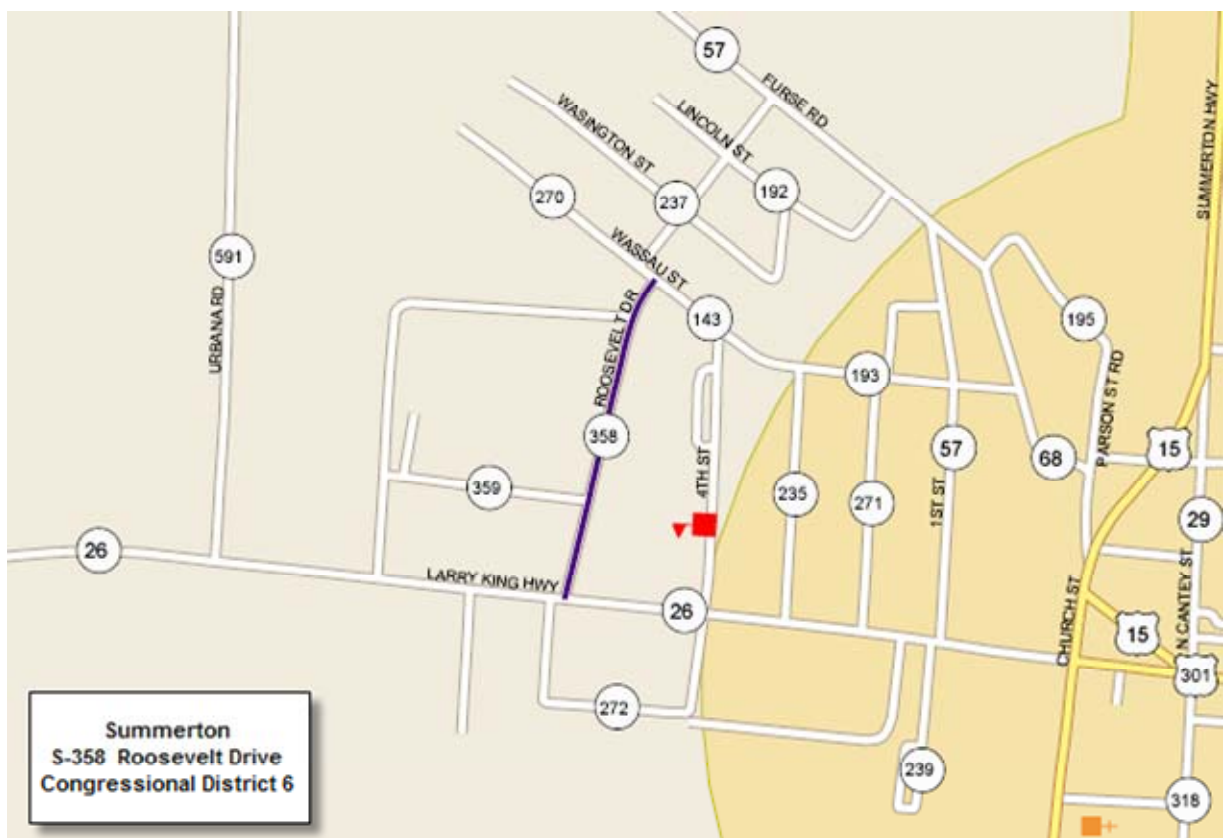 57
FURSE RD
SUMMERTON HWY
WASINGTON ST
LINCOLN ST
270
237
192
WASSAU ST
591
URBANA RD
ROOSEVELT DR
143
195
193
PARSON ST RD
358
57
68
15
359
4TH ST
235
271
1ST ST
29
26
LARRY KING HWY
26
CHURCH ST
15
N CANTEY ST
301
272
239
318
Summerton
S-358 Roosevelt Drive
Congressional District 6